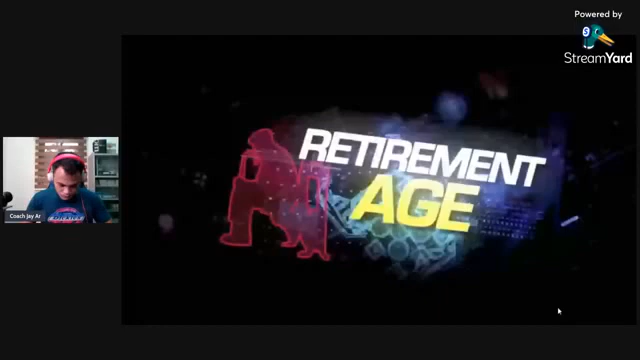 Powered by
StreamYard
RETIREMENT
AGE
Coach Jay Ar